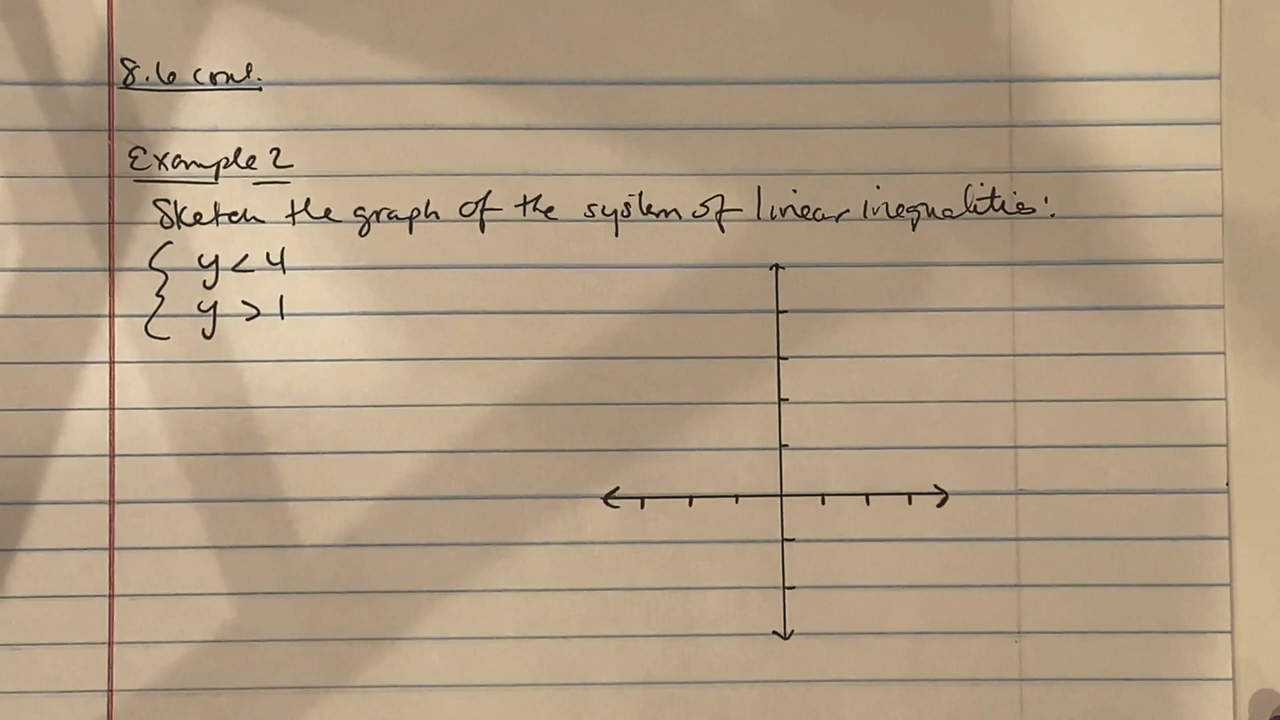 8.6 cont.
Example 2
Sketch the graph of the system of linear inequalities:
{ y < 4
y > 1